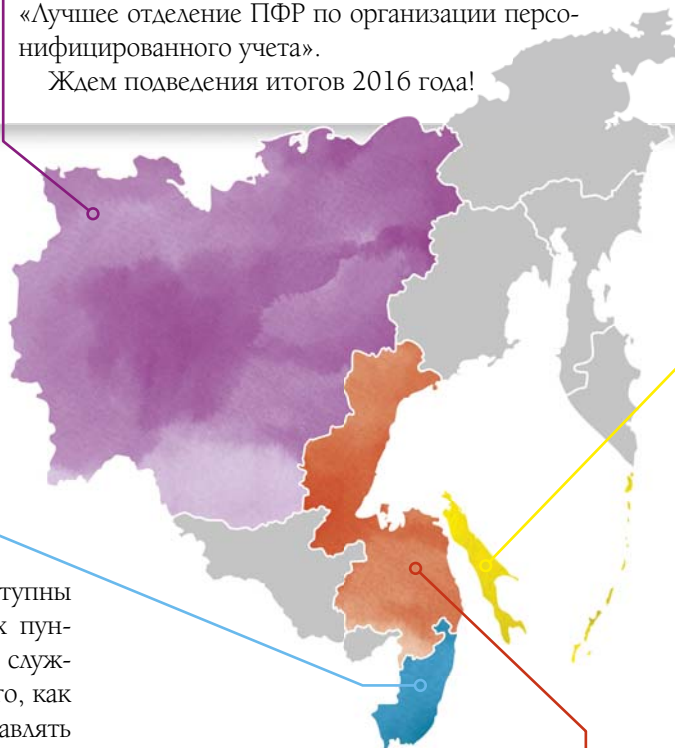 «Лучшее отделение ПФР по организации персо-
нифицированного учета».
Ждем подведения итогов 2016 года!
тупны
х пун-
служ-
го, как
авлять